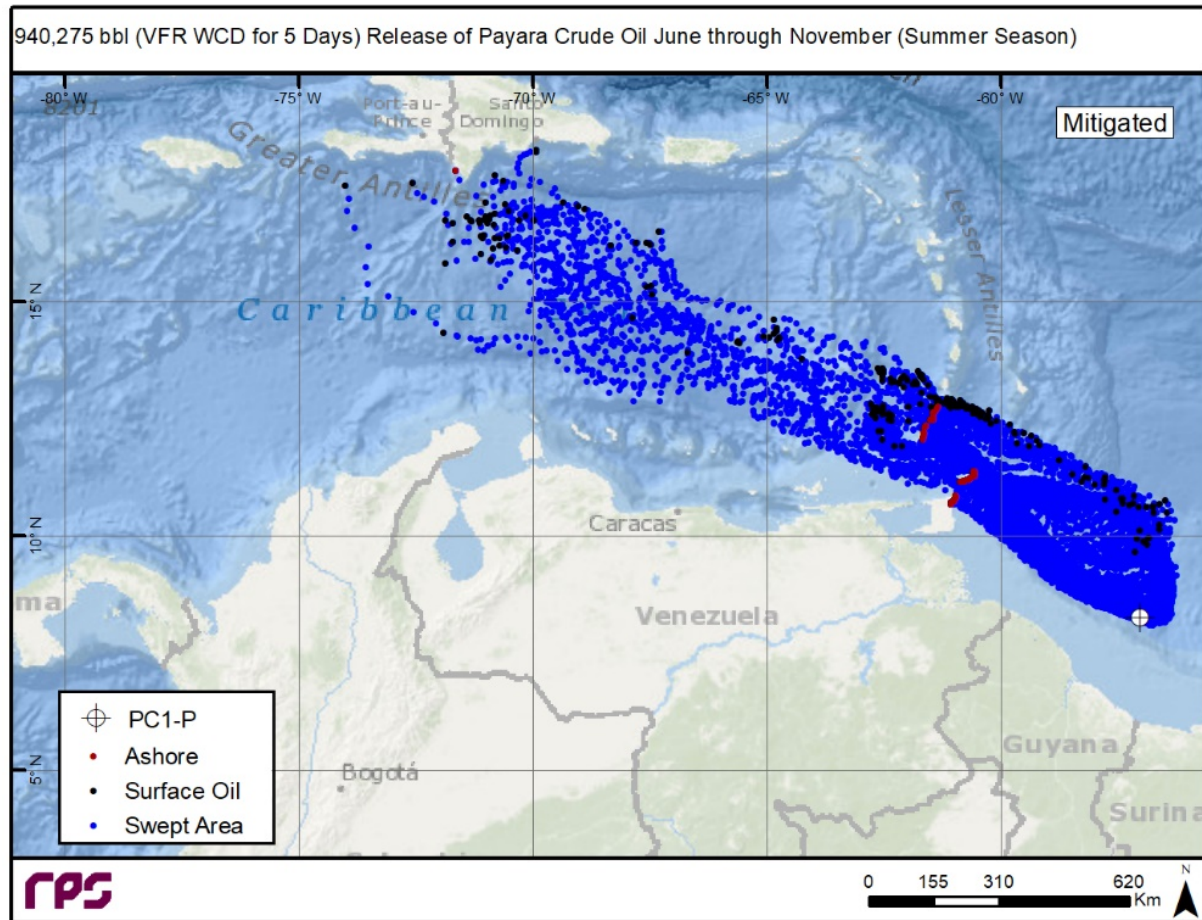 940,275 bbl (VFR WCD for 5 Days) Release of Payara Crude Oil June through November (Summer Season)
-80° W
-75° W
-70° W
-65° W
-60° W
8201
Port-au-
Prince
Santo
Domingo
Mitigated
Greater Antilles
Lesser Antilles
15° N
Caribbean
10° N
Caracas
ma
Venezuela
PC1-P
Ashore
Surface Oil
Swept Area
5° N
Bogotá
Guyana
Surina
rps
0 155 310 620
Km
N